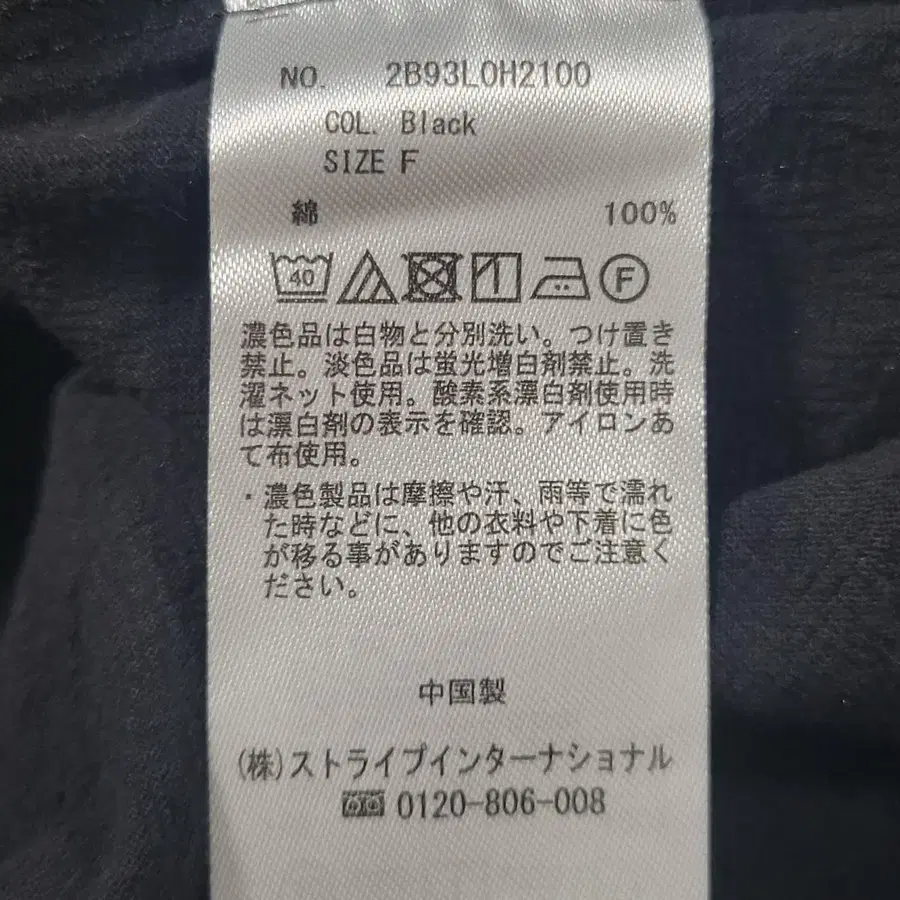 NO. 2B93L0H2100
COL. Black
SIZE F
綿 100%
40 F
濃色品は白物と分別洗い。つけ置き
禁止。淡色品は蛍光増白剤禁止。洗
濯ネット使用。酸素系漂白剤使用時
は漂白剤の表示を確認。アイロンあ
て布使用。
・濃色製品は摩擦や汗、雨等で濡れ
た時などに、他の衣料や下着に色
が移る事がありますのでご注意く
ださい。
中国製
(株)ストライプインターナショナル
0120-806-008